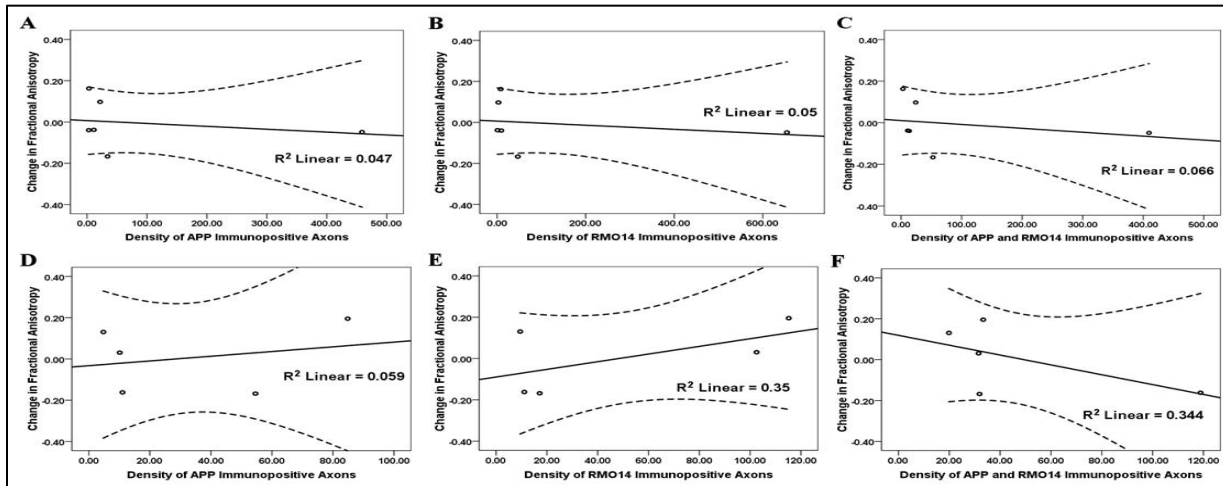 A
Change in Fractional Anisotropy
0.40
0.20
0.00
-0.20
-0.40
R² Linear = 0.047
0.00 100.00 200.00 300.00 400.00 500.00
Density of APP Immunopositive Axons
B
Change in Fractional Anisotropy
0.40
0.20
0.00
-0.20
-0.40
R² Linear = 0.05
0.00 200.00 400.00 600.00
Density of RMO14 Immunopositive Axons
C
Change in Fractional Anisotropy
0.40
0.20
0.00
-0.20
-0.40
R² Linear = 0.066
0.00 100.00 200.00 300.00 400.00 500.00
Density of APP and RMO14 Immunopositive Axons
D
Change in Fractional Anisotropy
0.40
0.20
0.00
-0.20
-0.40
R² Linear = 0.059
0.00 20.00 40.00 60.00 80.00 100.00
Density of APP Immunopositive Axons
E
Change in Fractional Anisotropy
0.40
0.20
0.00
-0.20
-0.40
R² Linear = 0.35
0.00 20.00 40.00 60.00 80.00 100.00 120.00
Density of RMO14 Immunopositive Axons
F
Change in Fractional Anisotropy
0.40
0.20
0.00
-0.20
-0.40
R² Linear = 0.344
0.00 20.00 40.00 60.00 80.00 100.00 120.00
Density of APP and RMO14 Immunopositive Axons